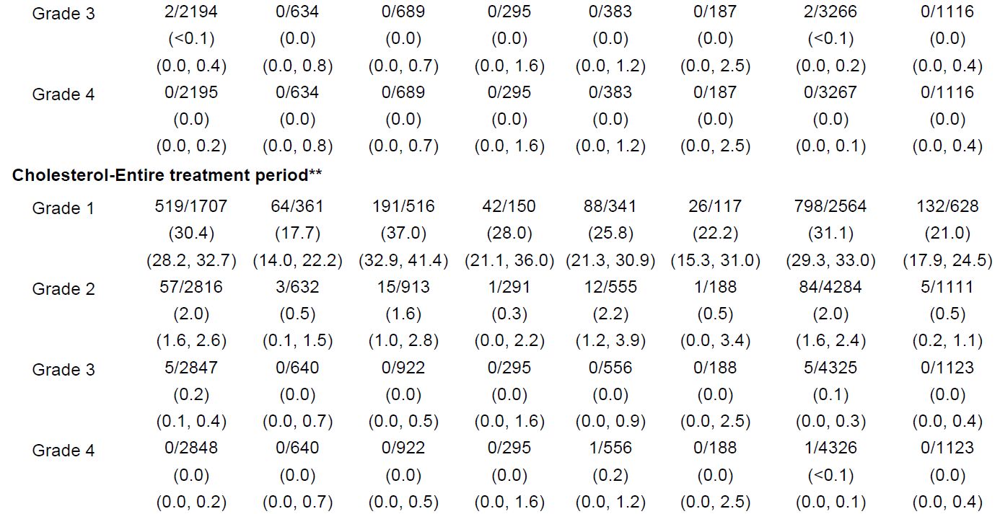 Grade 3 2/2194 0/634 0/689 0/295 0/383 0/187 2/3266 0/1116
(<0.1) (0.0) (0.0) (0.0) (0.0) (0.0) (<0.1) (0.0)
(0.0, 0.4) (0.0, 0.8) (0.0, 0.7) (0.0, 1.6) (0.0, 1.2) (0.0, 2.5) (0.0, 0.2) (0.0, 0.4)
Grade 4 0/2195 0/634 0/689 0/295 0/383 0/187 0/3267 0/1116
(0.0) (0.0) (0.0) (0.0) (0.0) (0.0) (0.0) (0.0)
(0.0, 0.2) (0.0, 0.8) (0.0, 0.7) (0.0, 1.6) (0.0, 1.2) (0.0, 2.5) (0.0, 0.1) (0.0, 0.4)
Cholesterol-Entire treatment period**
Grade 1 519/1707 64/361 191/516 42/150 88/341 26/117 798/2564 132/628
(30.4) (17.7) (37.0) (28.0) (25.8) (22.2) (31.1) (21.0)
(28.2, 32.7) (14.0, 22.2) (32.9, 41.4) (21.1, 36.0) (21.3, 30.9) (15.3, 31.0) (29.3, 33.0) (17.9, 24.5)
Grade 2 57/2816 3/632 15/913 1/291 12/555 1/188 84/4284 5/1111
(2.0) (0.5) (1.6) (0.3) (2.2) (0.5) (2.0) (0.5)
(1.6, 2.6) (0.1, 1.5) (1.0, 2.8) (0.0, 2.2) (1.2, 3.9) (0.0, 3.4) (1.6, 2.4) (0.2, 1.1)
Grade 3 5/2847 0/640 0/922 0/295 0/556 0/188 5/4325 0/1123
(0.2) (0.0) (0.0) (0.0) (0.0) (0.0) (0.1) (0.0)
(0.1, 0.4) (0.0, 0.7) (0.0, 0.5) (0.0, 1.6) (0.0, 0.9) (0.0, 2.5) (0.0, 0.3) (0.0, 0.4)
Grade 4 0/2848 0/640 0/922 0/295 1/556 0/188 1/4326 0/1123
(0.0) (0.0) (0.0) (0.0) (0.2) (0.0) (<0.1) (0.0)
(0.0, 0.2) (0.0, 0.7) (0.0, 0.5) (0.0, 1.6) (0.0, 1.2) (0.0, 2.5) (0.0, 0.1) (0.0, 0.4)